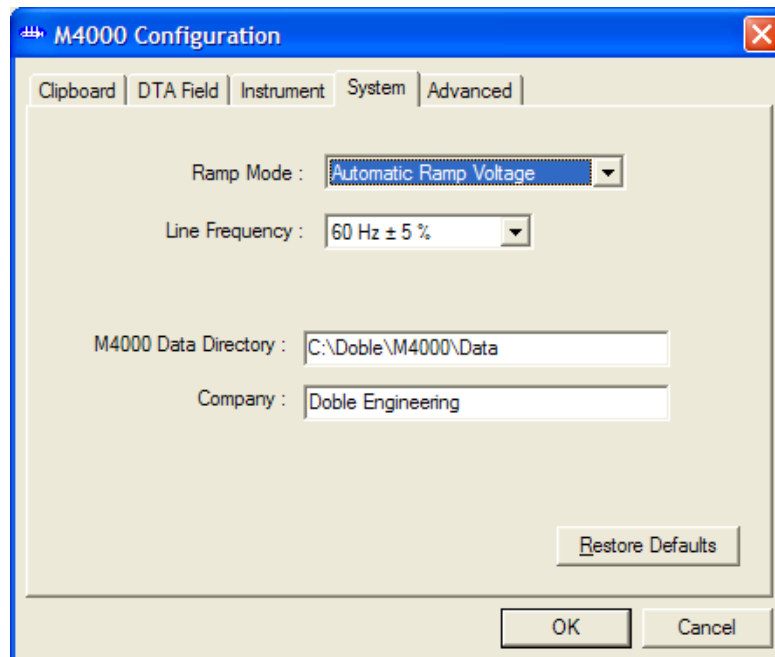 M4000 Configuration
Clipboard DTA Field Instrument System Advanced
Ramp Mode : Automatic Ramp Voltage
Line Frequency : 60 Hz ± 5 %
M4000 Data Directory : C:\Doble\M4000\Data
Company : Doble Engineering
Restore Defaults
OK Cancel